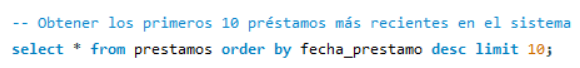 -- Obtener los primeros 10 préstamos más recientes en el sistema
select * from prestamos order by fecha_prestamo desc limit 10;